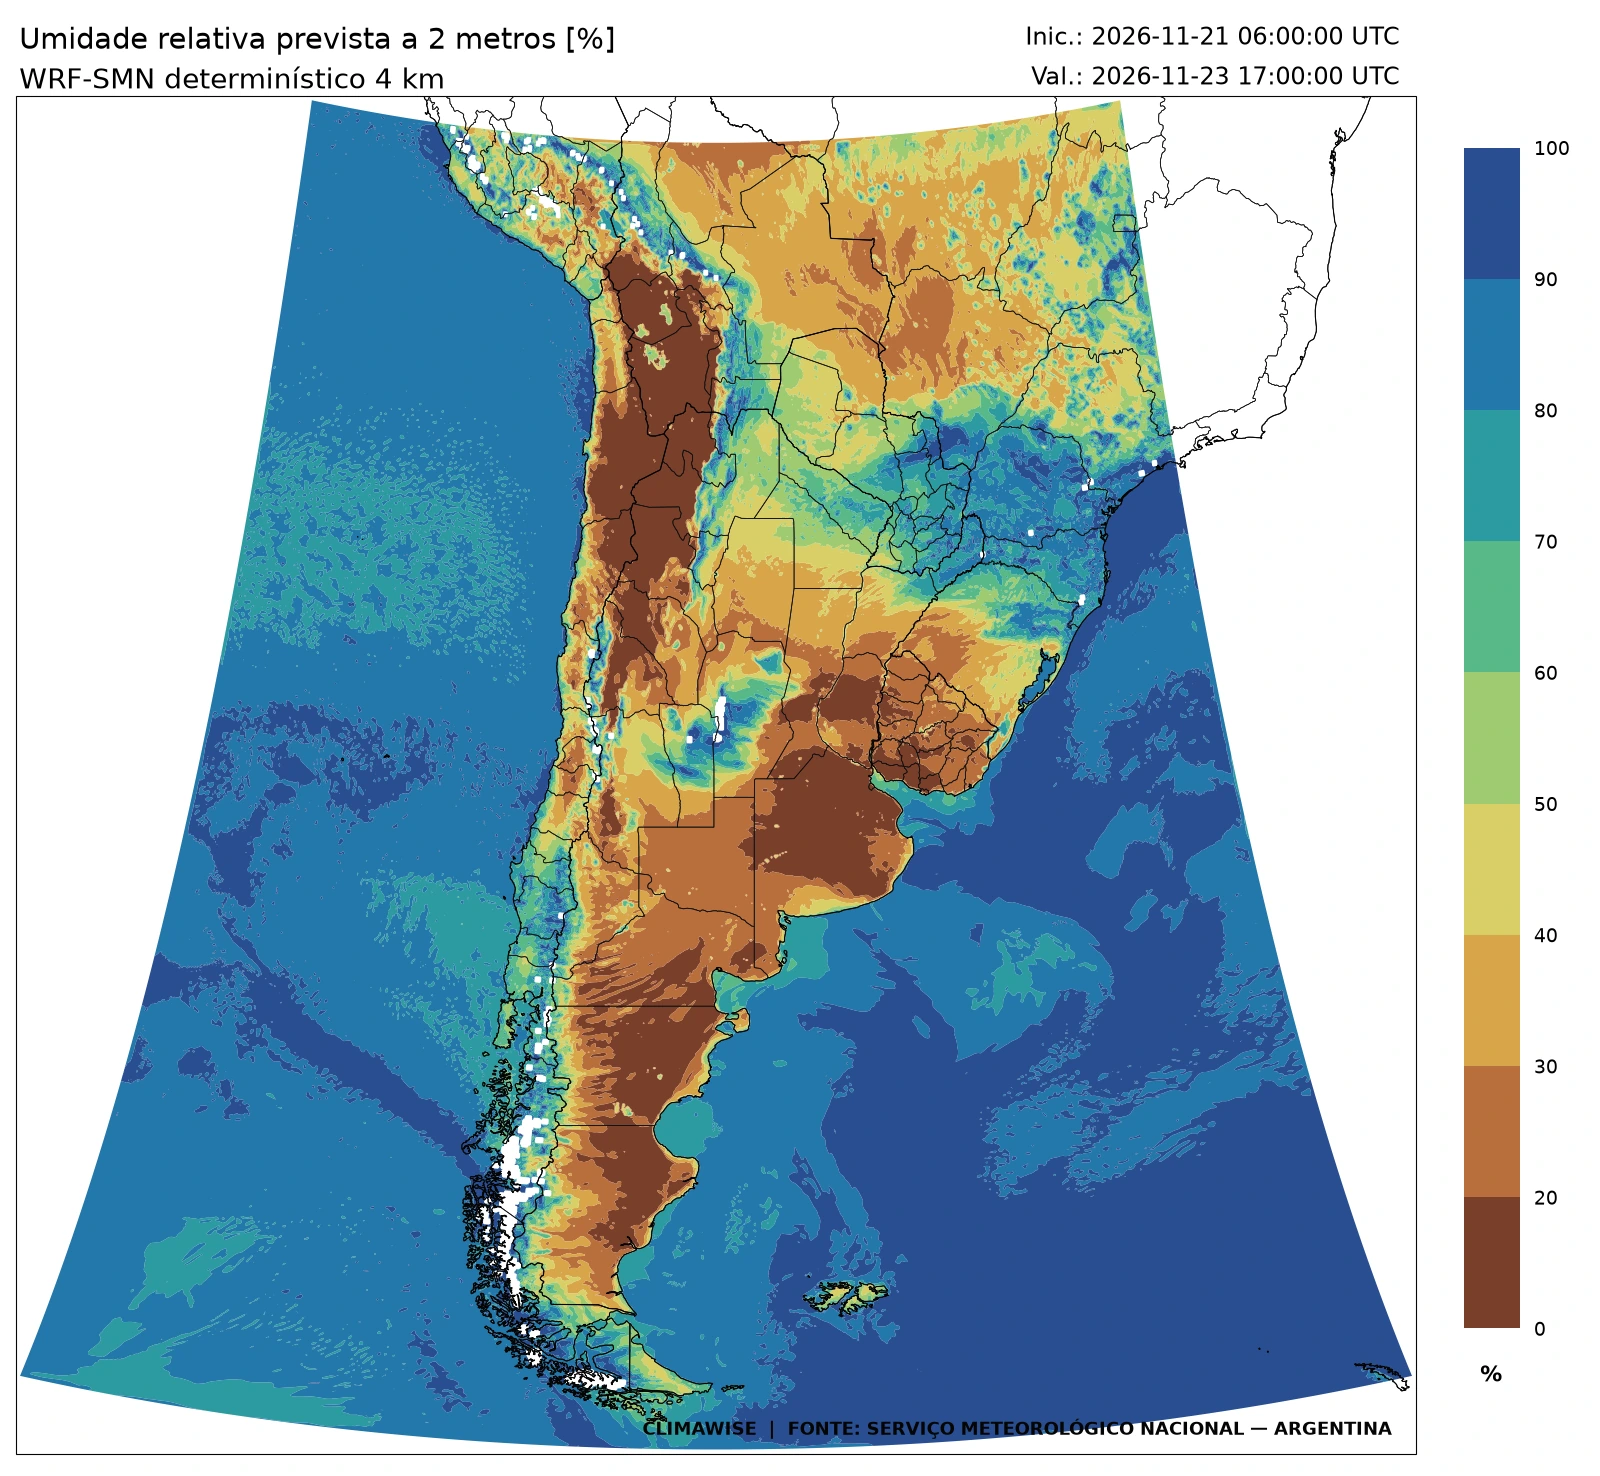 Umidade relativa prevista a 2 metros [%]
WRF-SMN determinístico 4 km
Inic.: 2026-11-21 06:00:00 UTC
Val.: 2026-11-23 17:00:00 UTC
100
90
80
70
60
50
40
30
20
0
%
CLIMAWISE | FONTE: SERVIÇO METEOROLÓGICO NACIONAL — ARGENTINA